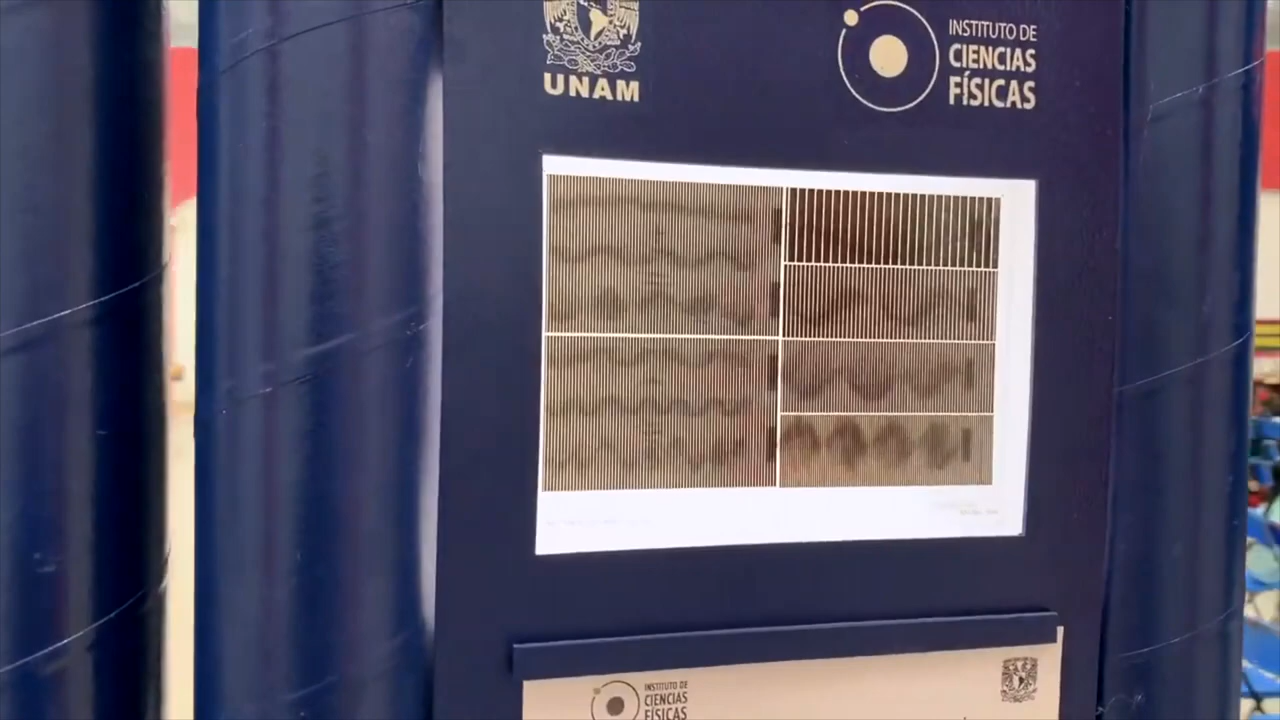 UNAM
INSTITUTO DE
CIENCIAS
FÍSICAS
INSTITUTO DE
CIENCIAS
FÍSICAS